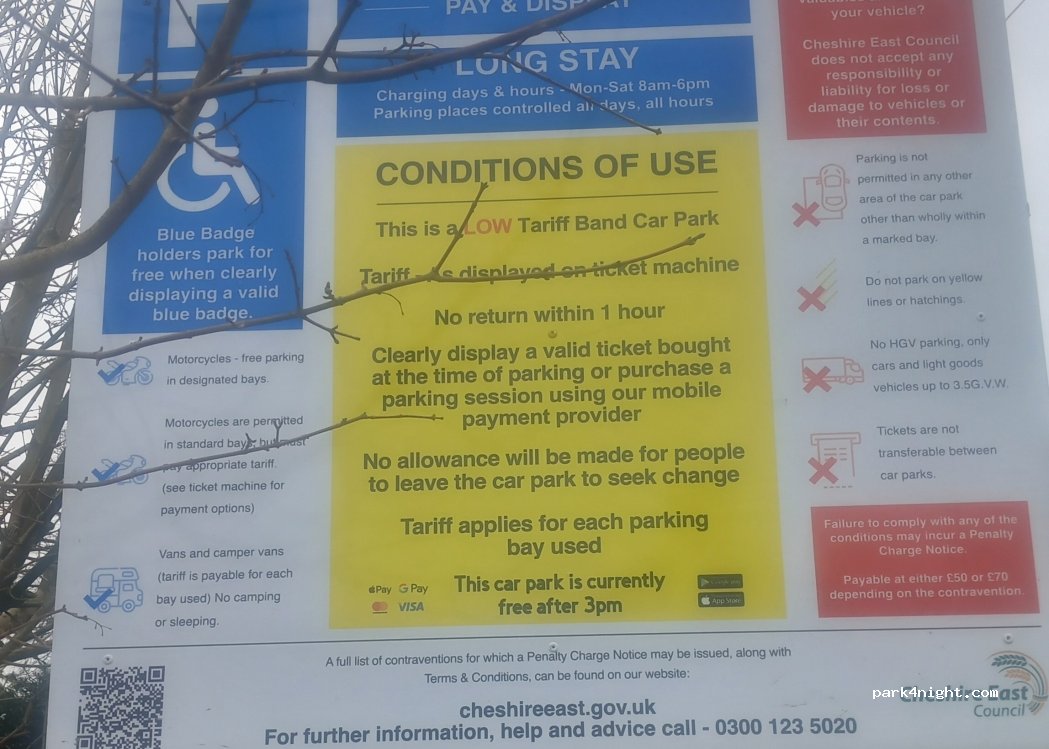 PAY & DISPLAY
LONG STAY
Charging days & hours - Mon-Sat 8am-6pm
Parking places controlled all days, all hours
Blue Badge
holders park for
free when clearly
displaying a valid
blue badge.
Motorcycles - free parking
in designated bays.
Motorcycles are permitted
in standard bays, but must
pay appropriate tariff.
(see ticket machine for
payment options)
Vans and camper vans
(tariff is payable for each
bay used) No camping
or sleeping.
CONDITIONS OF USE
This is a LOW Tariff Band Car Park
Tariff - As displayed on ticket machine
No return within 1 hour
Clearly display a valid ticket bought
at the time of parking or purchase a
parking session using our mobile
payment provider
No allowance will be made for people
to leave the car park to seek change
Tariff applies for each parking
bay used
Pay G Pay
VISA
This car park is currently
free after 3pm
Google play
App Store
your vehicle?
Cheshire East Council
does not accept any
responsibility or
liability for loss or
damage to vehicles or
their contents.
Parking is not
permitted in any other
area of the car park
other than wholly within
a marked bay.
Do not park on yellow
lines or hatchings.
No HGV parking, only
cars and light goods
vehicles up to 3.5G.V.W.
Tickets are not
transferable between
car parks.
Failure to comply with any of the
conditions may incur a Penalty
Charge Notice.
Payable at either £50 or £70
depending on the contravention.
A full list of contraventions for which a Penalty Charge Notice may be issued, along with
Terms & Conditions, can be found on our website:
cheshireeast.gov.uk
For further information, help and advice call - 0300 123 5020
Cheshire East
Council
park4night.com